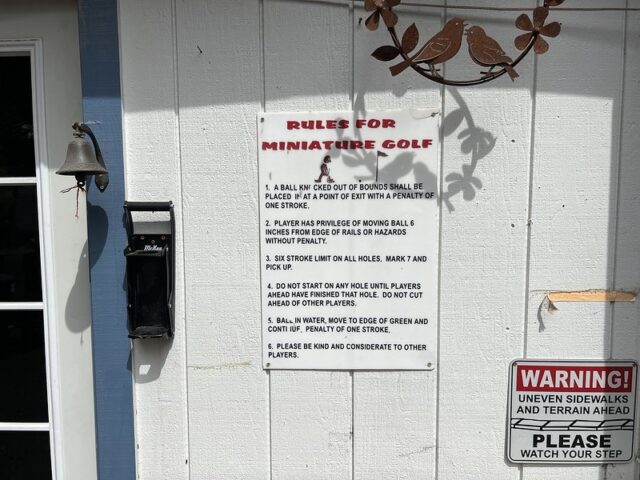 RULES FOR
MINIATURE GOLF
1. A BALL KNOCKED OUT OF BOUNDS SHALL BE
PLACED IN AT A POINT OF EXIT WITH A PENALTY OF
ONE STROKE.
2. PLAYER HAS PRIVILEGE OF MOVING BALL 6
INCHES FROM EDGE OF RAILS OR HAZARDS
WITHOUT PENALTY.
3. SIX STROKE LIMIT ON ALL HOLES. MARK 7 AND
PICK UP.
4. DO NOT START ON ANY HOLE UNTIL PLAYERS
AHEAD HAVE FINISHED THAT HOLE. DO NOT CUT
AHEAD OF OTHER PLAYERS.
5. BALL IN WATER, MOVE TO EDGE OF GREEN AND
CONTINUE. PENALTY OF ONE STROKE.
6. PLEASE BE KIND AND CONSIDERATE TO OTHER
PLAYERS.
WARNING!
UNEVEN SIDEWALKS
AND TERRAIN AHEAD
PLEASE
WATCH YOUR STEP